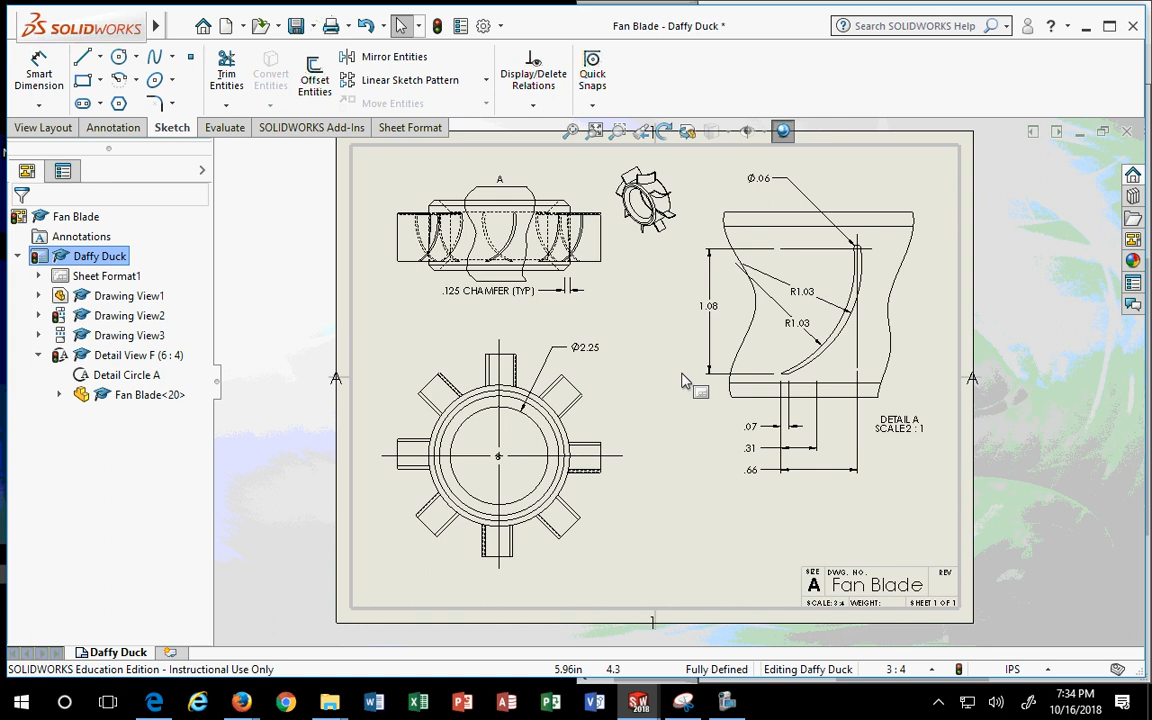 SOLIDWORKS
Fan Blade - Daffy Duck *
Search SOLIDWORKS Help
?
Smart
Dimension
Trim
Entities
Convert
Entities
Offset
Entities
Mirror Entities
Linear Sketch Pattern
Move Entities
Display/Delete
Relations
Quick
Snaps
View Layout
Annotation
Sketch
Evaluate
SOLIDWORKS Add-Ins
Sheet Format
Fan Blade
Annotations
Daffy Duck
Sheet Format1
Drawing View1
Drawing View2
Drawing View3
Detail View F (6 : 4)
Detail Circle A
Fan Blade<20>
1
A
.125 CHAMFER (TYP)
Ø2.25
Ø.06
R1.03
R1.03
1.08
.07
.31
.66
DETAIL A
SCALE 2 : 1
A
A
SIZE DWG. NO. REV
A Fan Blade
SCALE: 3:4 WEIGHT: SHEET 1 OF 1
1
Daffy Duck
SOLIDWORKS Education Edition - Instructional Use Only
5.96in
4.3
Fully Defined
Editing Daffy Duck
3 : 4
IPS
SW
2018
7:34 PM
10/16/2018